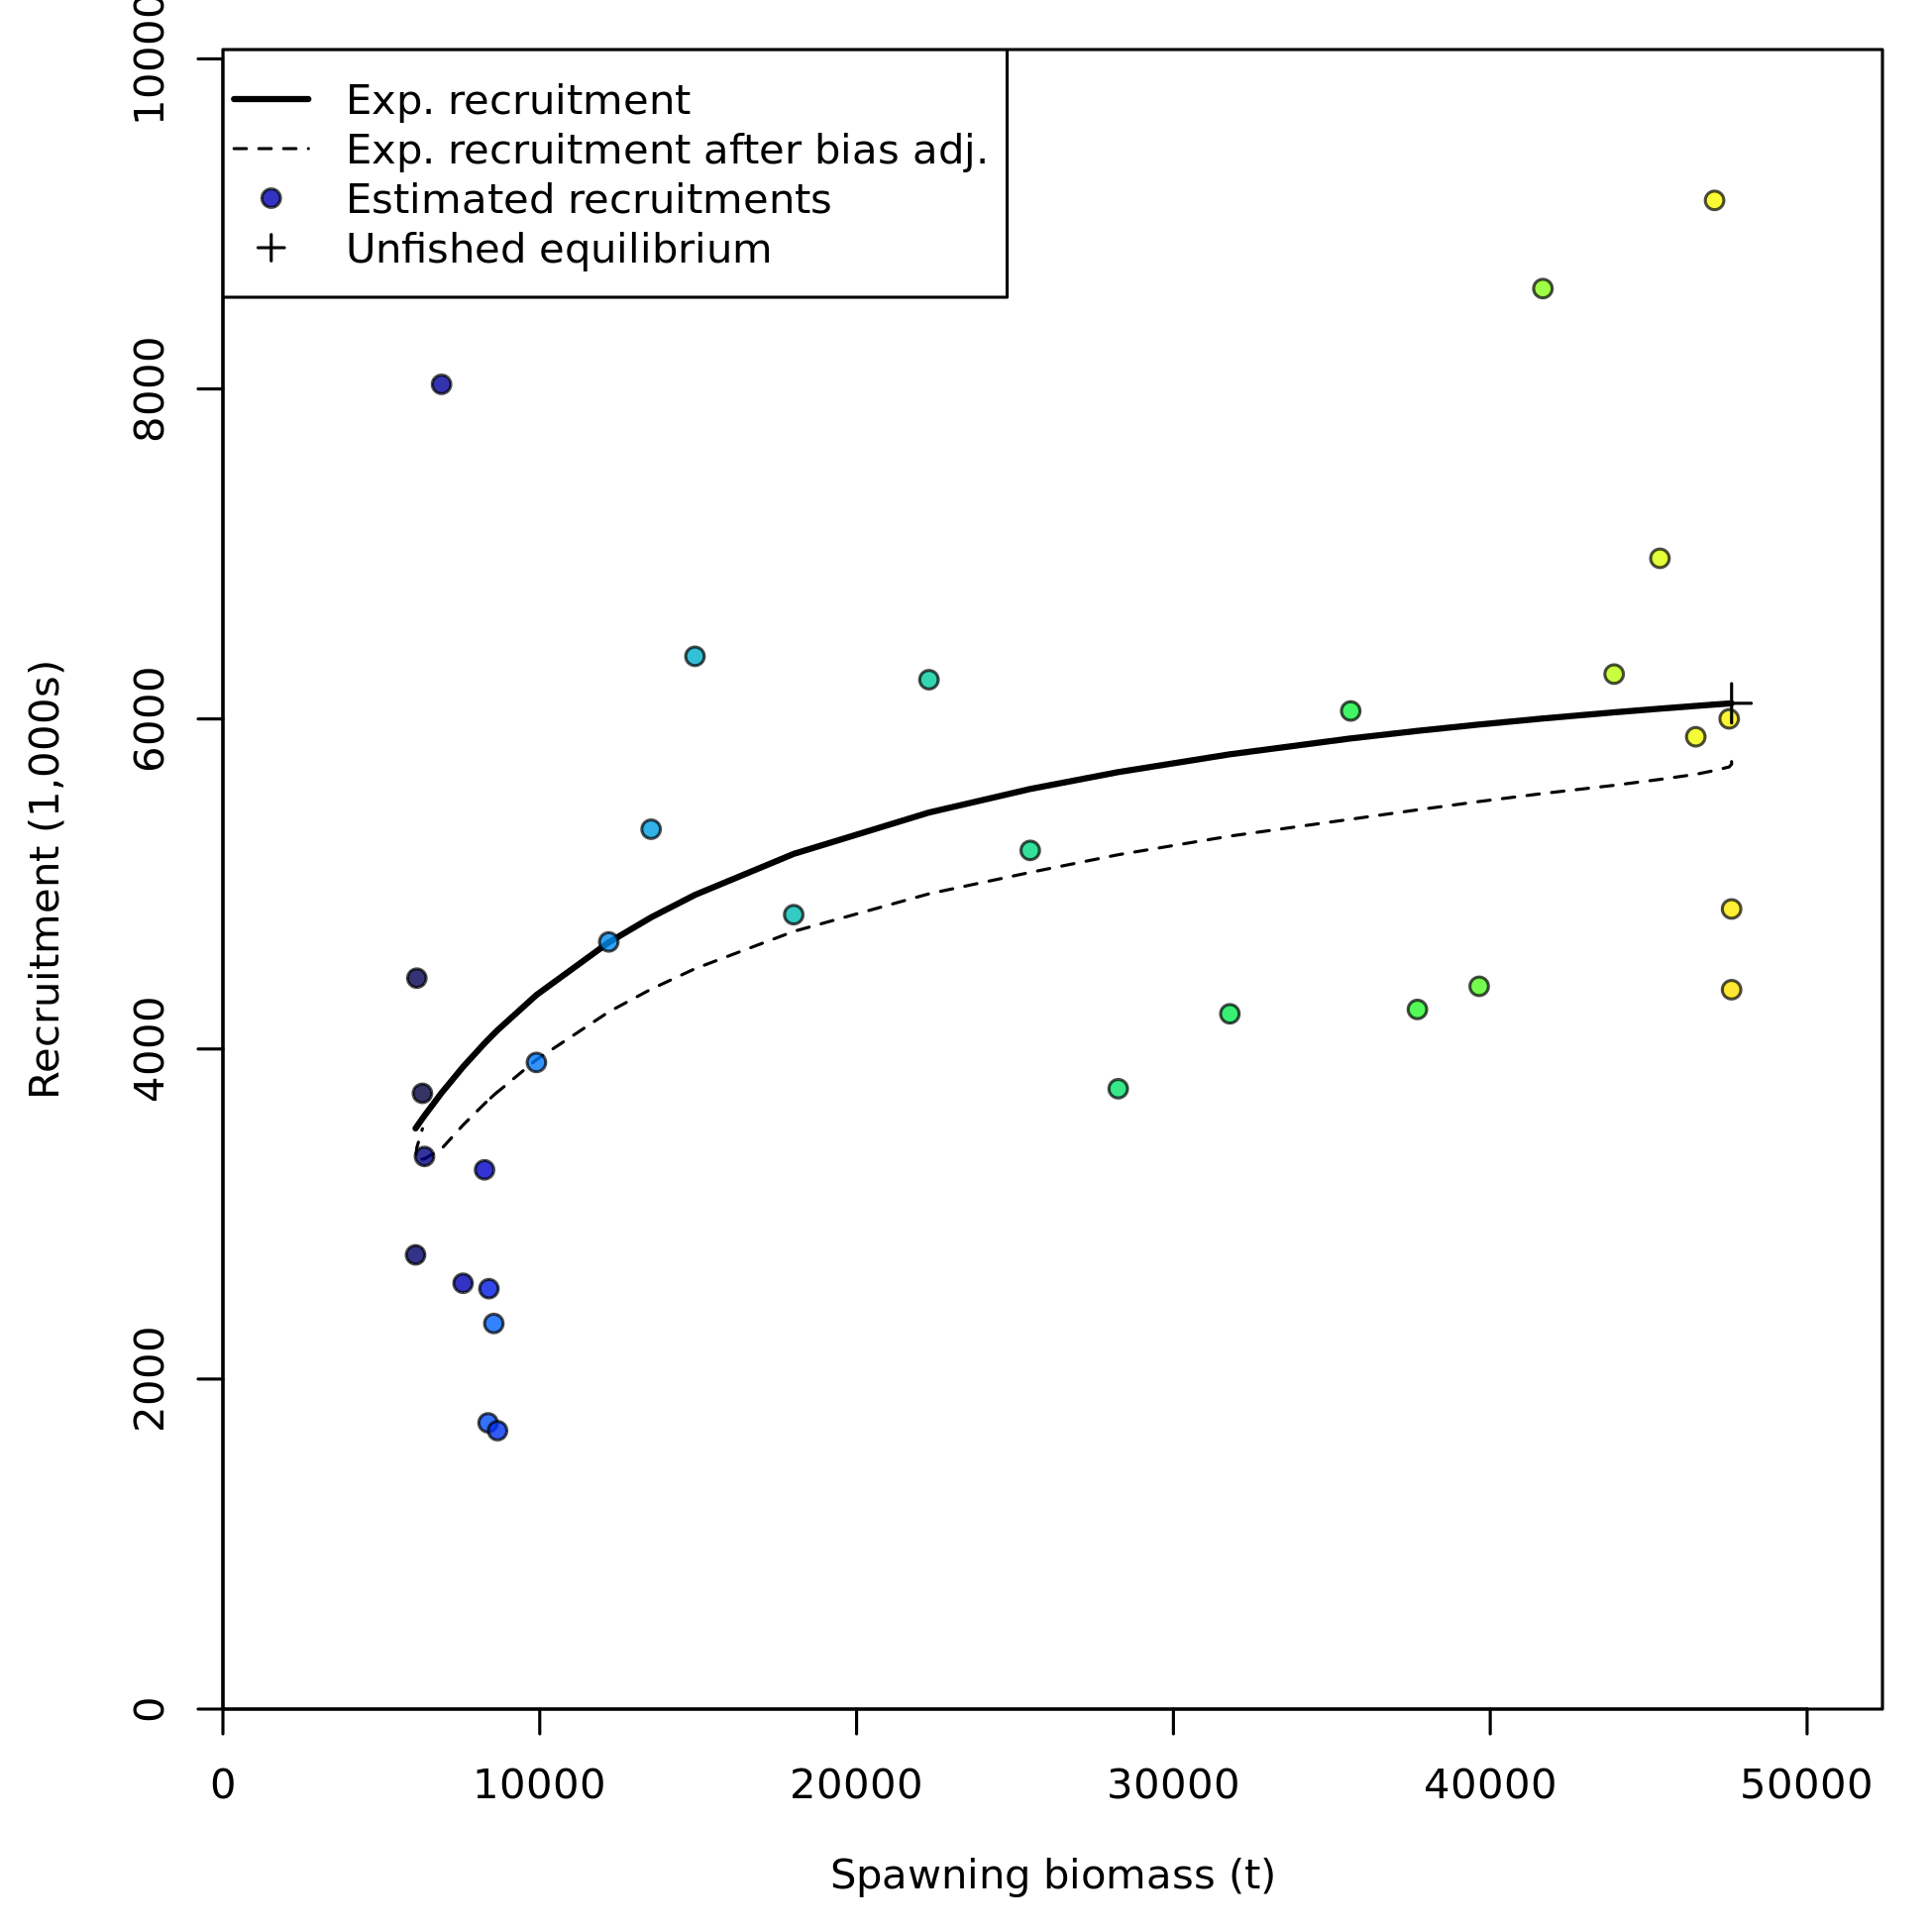 Exp. recruitment
Exp. recruitment after bias adj.
Estimated recruitments
Unfished equilibrium
Recruitment (1,000s)
10000
8000
6000
4000
2000
0
0 10000 20000 30000 40000 50000
Spawning biomass (t)